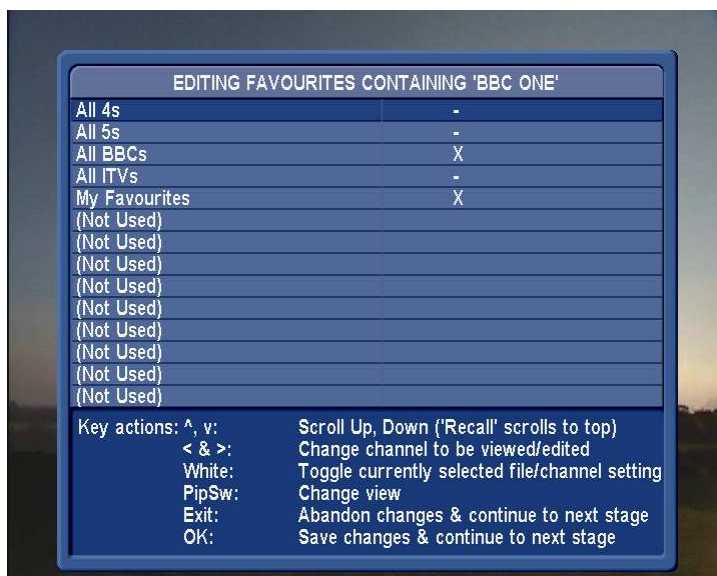 EDITING FAVOURITES CONTAINING 'BBC ONE'
All 4s -
All 5s -
All BBCs X
All ITVs -
My Favourites X
(Not Used)
(Not Used)
(Not Used)
(Not Used)
(Not Used)
(Not Used)
(Not Used)
(Not Used)
(Not Used)
Key actions: ^, v: Scroll Up, Down ('Recall' scrolls to top)
< & >: Change channel to be viewed/edited
White: Toggle currently selected file/channel setting
PipSw: Change view
Exit: Abandon changes & continue to next stage
OK: Save changes & continue to next stage